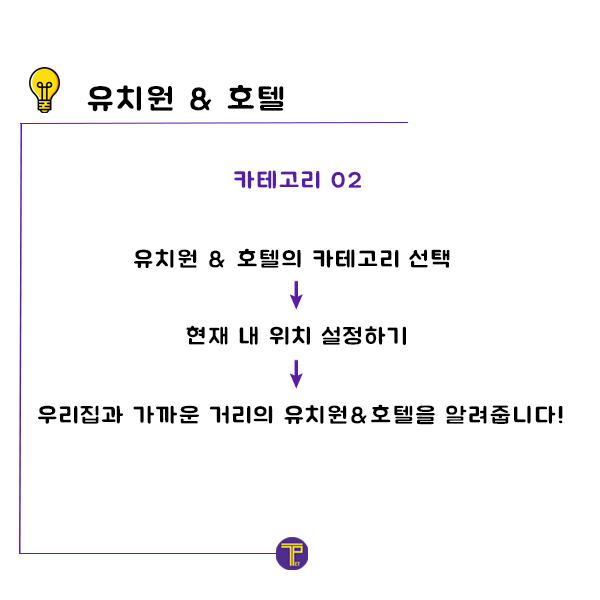 유치원 & 호텔
카테고리 02
유치원 & 호텔의 카테고리 선택
현재 내 위치 설정하기
우리집과 가까운 거리의 유치원&호텔을 알려줍니다!
TPET